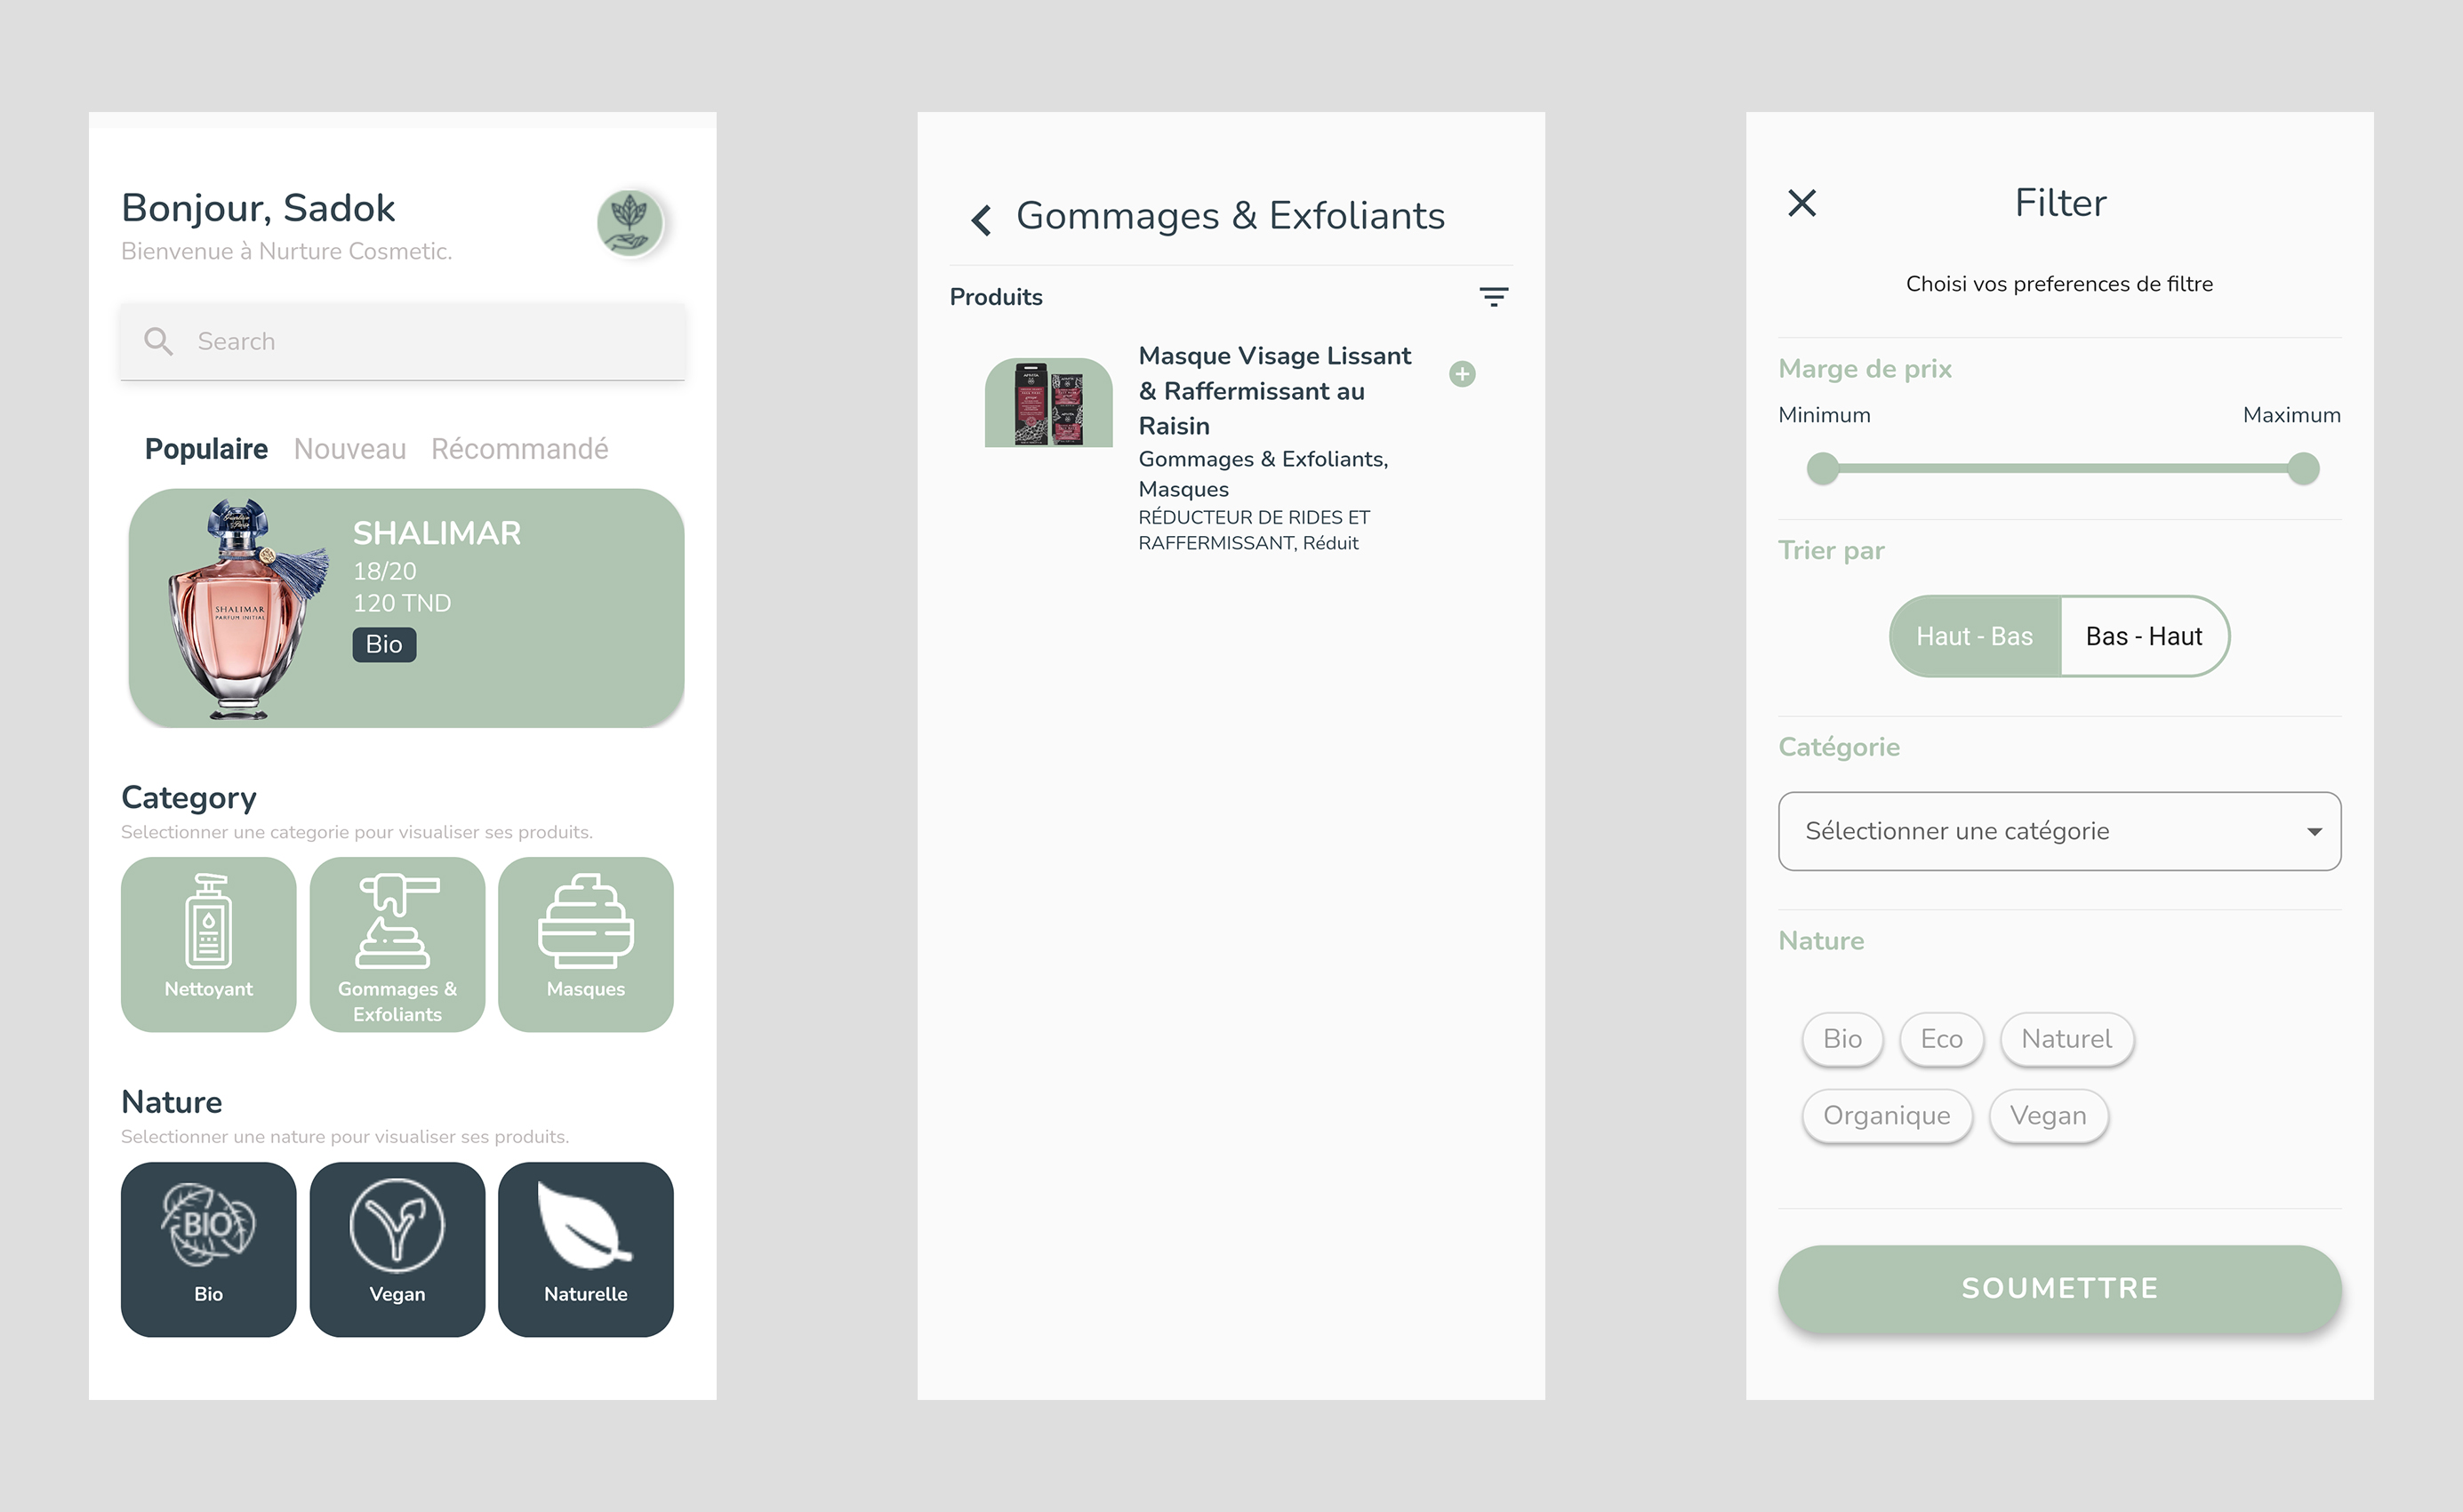 Bonjour, Sadok
Bienvenue à Nurture Cosmetic.
Search
Populaire Nouveau Récommandé
SHALIMAR
18/20
120 TND
Bio
SHALIMAR
PARFUM INITIAL
Category
Selectionner une categorie pour visualiser ses produits.
Nettoyant
Gommages &
Exfoliants
Masques
Nature
Selectionner une nature pour visualiser ses produits.
BIO
Bio
Vegan
Naturelle
Gommages & Exfoliants
Produits
Masque Visage Lissant
& Raffermissant au
Raisin
Gommages & Exfoliants,
Masques
RÉDUCTEUR DE RIDES ET
RAFFERMISSANT, Réduit
Filter
Choisi vos preferences de filtre
Marge de prix
Minimum Maximum
Trier par
Haut - Bas Bas - Haut
Catégorie
Sélectionner une catégorie
Nature
Bio Eco Naturel
Organique Vegan
SOUMETTRE